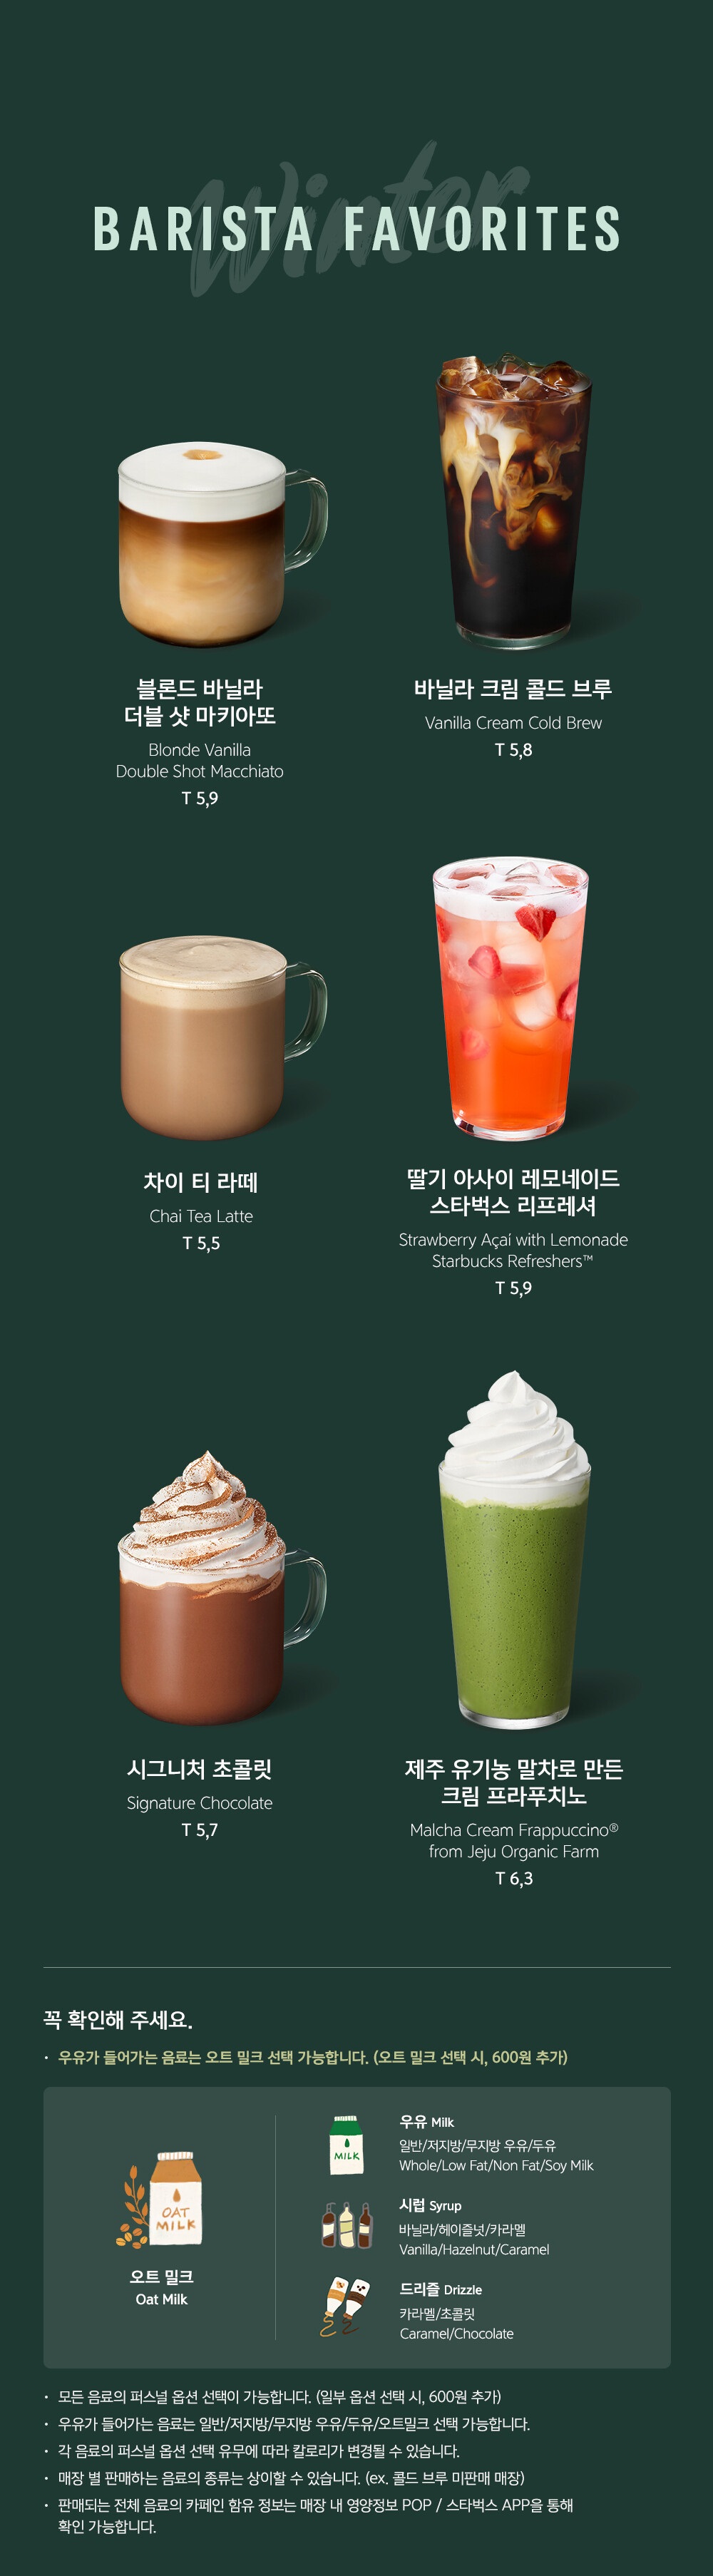 Winter
BARISTA FAVORITES
블론드 바닐라
더블 샷 마키아또
Blonde Vanilla
Double Shot Macchiato
T 5,9
바닐라 크림 콜드 브루
Vanilla Cream Cold Brew
T 5,8
차이 티 라떼
Chai Tea Latte
T 5,5
딸기 아사이 레모네이드
스타벅스 리프레셔
Strawberry Açaí with Lemonade
Starbucks Refreshers™
T 5,9
시그니처 초콜릿
Signature Chocolate
T 5,7
제주 유기농 말차로 만든
크림 프라푸치노
Malcha Cream Frappuccino®
from Jeju Organic Farm
T 6,3
꼭 확인해 주세요.
· 우유가 들어가는 음료는 오트 밀크 선택 가능합니다. (오트 밀크 선택 시, 600원 추가)
OAT
MILK
오트 밀크
Oat Milk
MILK
우유 Milk
일반/저지방/무지방 우유/두유
Whole/Low Fat/Non Fat/Soy Milk
시럽 Syrup
바닐라/헤이즐넛/카라멜
Vanilla/Hazelnut/Caramel
드리즐 Drizzle
카라멜/초콜릿
Caramel/Chocolate
· 모든 음료의 퍼스널 옵션 선택이 가능합니다. (일부 옵션 선택 시, 600원 추가)
· 우유가 들어가는 음료는 일반/저지방/무지방 우유/두유/오트밀크 선택 가능합니다.
· 각 음료의 퍼스널 옵션 선택 유무에 따라 칼로리가 변경될 수 있습니다.
· 매장 별 판매하는 음료의 종류는 상이할 수 있습니다. (ex. 콜드 브루 미판매 매장)
· 판매되는 전체 음료의 카페인 함유 정보는 매장 내 영양정보 POP / 스타벅스 APP을 통해
확인 가능합니다.